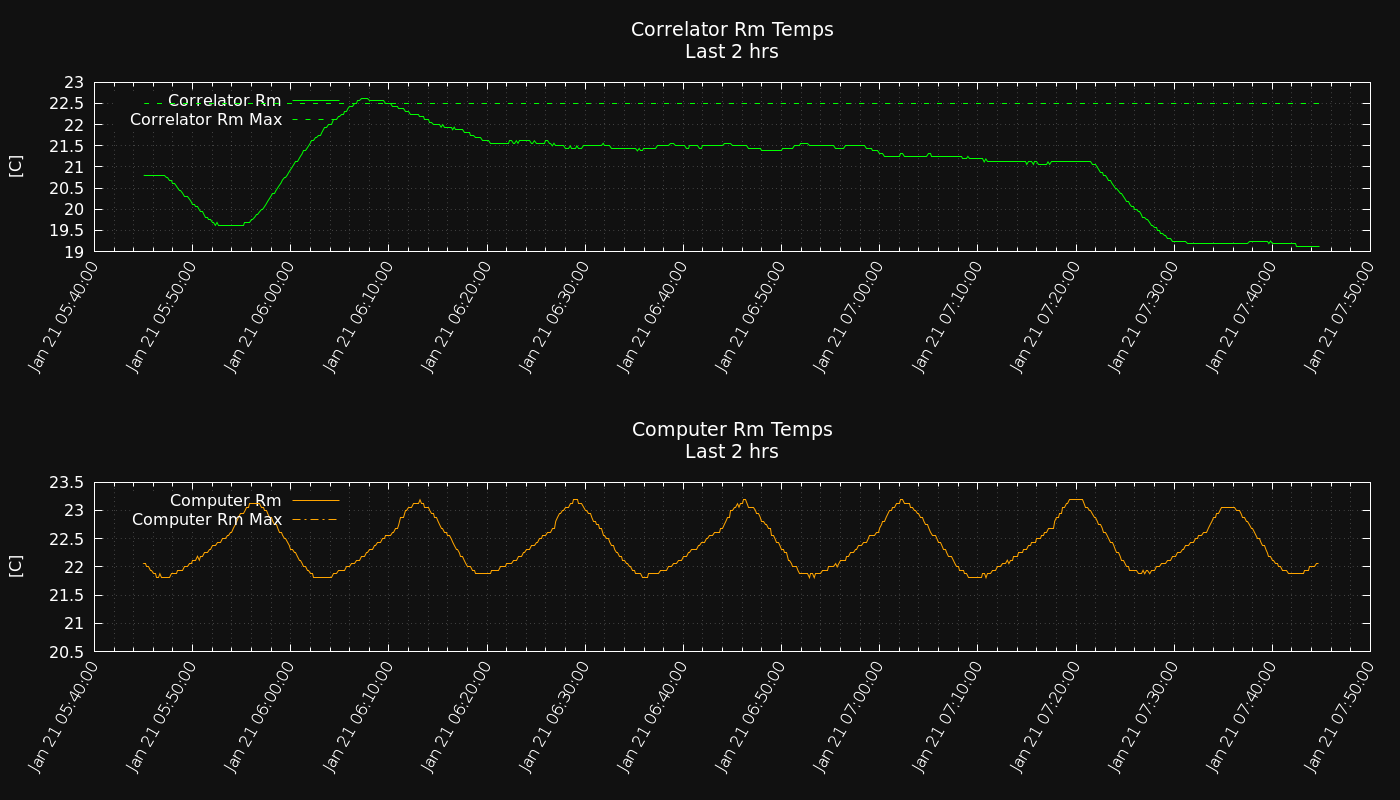 Correlator Rm Temps
Last 2 hrs
23
22.5
22
21.5
21
20.5
20
19.5
19
[C]
Correlator Rm
Correlator Rm Max
Jan 21 05:40:00
Jan 21 05:50:00
Jan 21 06:00:00
Jan 21 06:10:00
Jan 21 06:20:00
Jan 21 06:30:00
Jan 21 06:40:00
Jan 21 06:50:00
Jan 21 07:00:00
Jan 21 07:10:00
Jan 21 07:20:00
Jan 21 07:30:00
Jan 21 07:40:00
Jan 21 07:50:00
Computer Rm Temps
Last 2 hrs
23.5
23
22.5
22
21.5
21
20.5
[C]
Computer Rm
Computer Rm Max
Jan 21 05:40:00
Jan 21 05:50:00
Jan 21 06:00:00
Jan 21 06:10:00
Jan 21 06:20:00
Jan 21 06:30:00
Jan 21 06:40:00
Jan 21 06:50:00
Jan 21 07:00:00
Jan 21 07:10:00
Jan 21 07:20:00
Jan 21 07:30:00
Jan 21 07:40:00
Jan 21 07:50:00